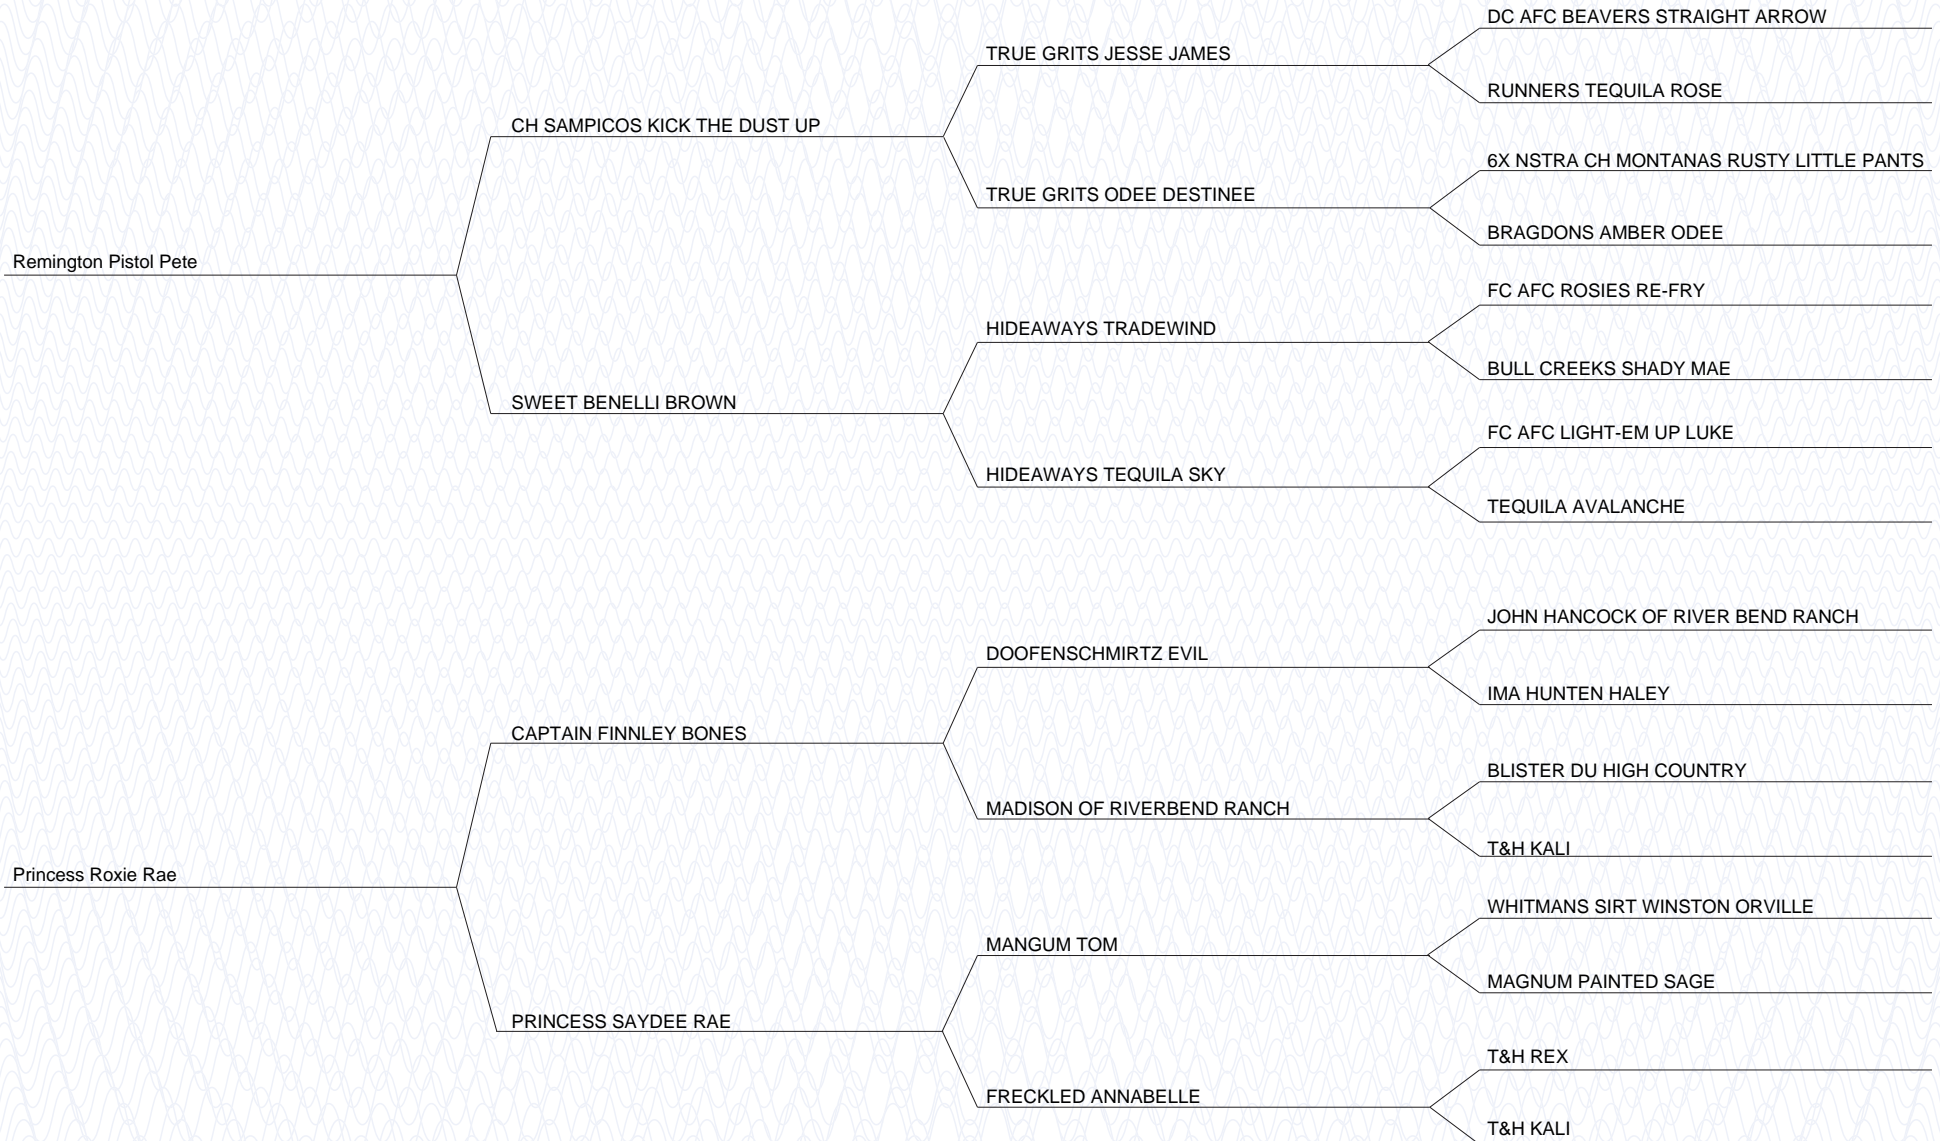 DC AFC BEAVERS STRAIGHT ARROW
TRUE GRITS JESSE JAMES
RUNNERS TEQUILA ROSE
CH SAMPICOS KICK THE DUST UP
6X NSTRA CH MONTANAS RUSTY LITTLE PANTS
TRUE GRITS ODEE DESTINEE
BRAGDONS AMBER ODEE
Remington Pistol Pete
FC AFC ROSIES RE-FRY
HIDEAWAYS TRADEWIND
BULL CREEKS SHADY MAE
SWEET BENELLI BROWN
FC AFC LIGHT-EM UP LUKE
HIDEAWAYS TEQUILA SKY
TEQUILA AVALANCHE
JOHN HANCOCK OF RIVER BEND RANCH
DOOFENSCHMIRTZ EVIL
IMA HUNTEN HALEY
CAPTAIN FINNLEY BONES
BLISTER DU HIGH COUNTRY
MADISON OF RIVERBEND RANCH
T&H KALI
Princess Roxie Rae
WHITMANS SIRT WINSTON ORVILLE
MANGUM TOM
MAGNUM PAINTED SAGE
PRINCESS SAYDEE RAE
T&H REX
FRECKLED ANNABELLE
T&H KALI